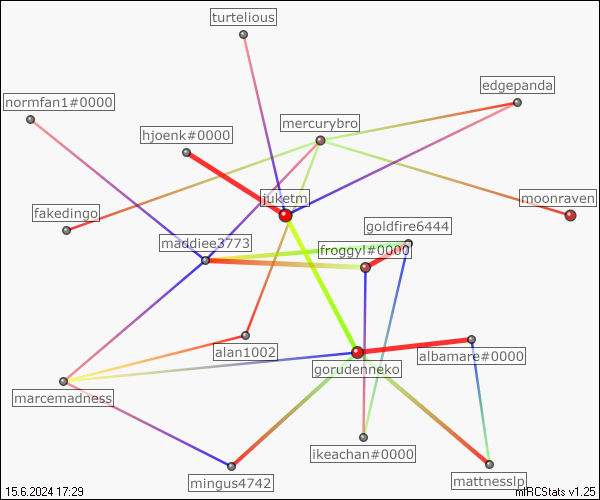 turtelious
edgepanda
normfan1#0000
mercurybro
hjoenk#0000
juketm
moonraven
fakedingo
goldfire6444
maddiee3773
froggyl#0000
alan1002
albamare#0000
gorudenneko
marcemadness
ikeachan#0000
mingus4742
mattnesslp
15.6.2024 17:29
mIRCStats v1.25